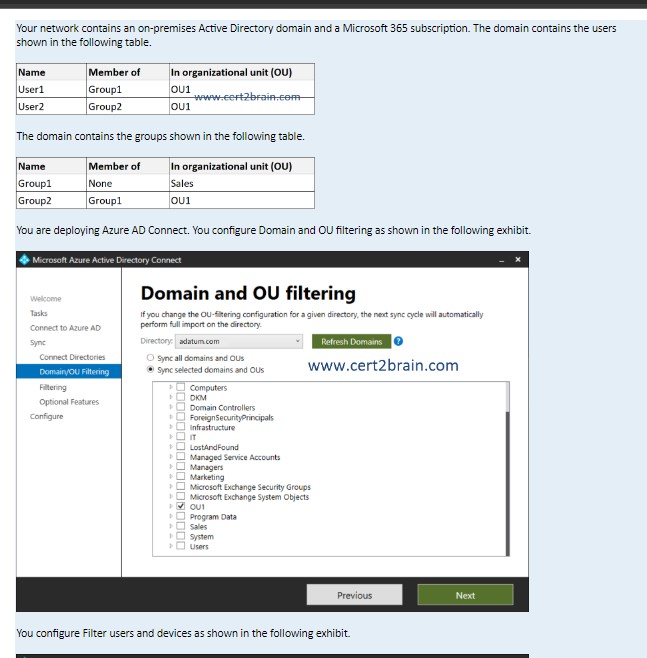 Your network contains an on-premises Active Directory domain and a Microsoft 365 subscription. The domain contains the users
shown in the following table.
Name Member of In organizational unit (OU)
User1 Group1 OU1
www.cert2brain.com
User2 Group2 OU1
The domain contains the groups shown in the following table.
Name Member of In organizational unit (OU)
Group1 None Sales
Group2 Group1 OU1
You are deploying Azure AD Connect. You configure Domain and OU filtering as shown in the following exhibit.
Microsoft Azure Active Directory Connect
Welcome
Tasks
Connect to Azure AD
Sync
Connect Directories
Domain/OU Filtering
Filtering
Optional Features
Configure
Domain and OU filtering
If you change the OU-filtering configuration for a given directory, the next sync cycle will automatically
perform full import on the directory.
Directory: adatum.com Refresh Domains ?
Sync all domains and OUs
Sync selected domains and OUs
www.cert2brain.com
Computers
DKM
Domain Controllers
ForeignSecurityPrincipals
Infrastructure
IT
LostAndFound
Managed Service Accounts
Managers
Marketing
Microsoft Exchange Security Groups
Microsoft Exchange System Objects
OU1
Program Data
Sales
System
Users
Previous Next
You configure Filter users and devices as shown in the following exhibit.